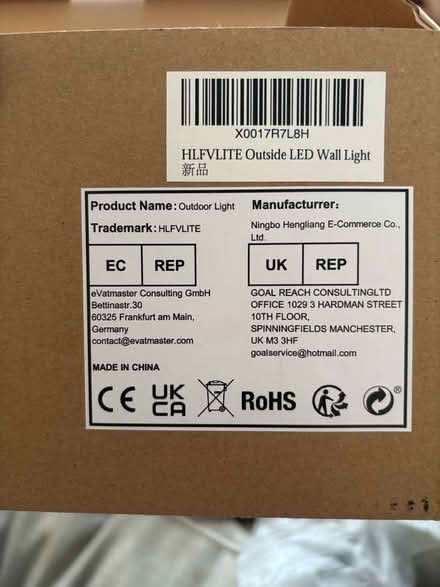 X0017R7L8H
HLFVLITE Outside LED Wall Light
新品
Product Name: Outdoor Light
Trademark: HLFVLITE
EC REP
eVatmaster Consulting GmbH
Bettinastr.30
60325 Frankfurt am Main,
Germany
contact@evatmaster.com
MADE IN CHINA
Manufacturrer:
Ningbo Hengliang E-Commerce Co.,
Ltd.
UK REP
GOAL REACH CONSULTINGLTD
OFFICE 1029 3 HARDMAN STREET
10TH FLOOR,
SPINNINGFIELDS MANCHESTER,
UK M3 3HF
goalservice@hotmail.com
CE UK
CA RoHS ®